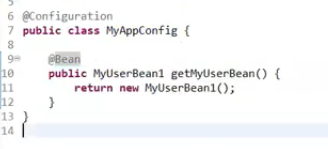 5
6 @Configuration
7 public class MyAppConfig {
8
9 @Bean
10 public MyUserBean1 getMyUserBean() {
11 return new MyUserBean1();
12 }
13 }
14